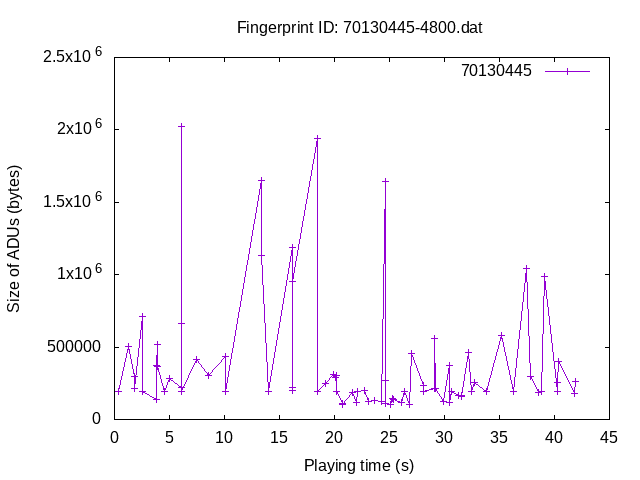 Fingerprint ID: 70130445-4800.dat
70130445
2.5x10^6
2x10^6
1.5x10^6
1x10^6
500000
0
Size of ADUs (bytes)
0 5 10 15 20 25 30 35 40 45
Playing time (s)